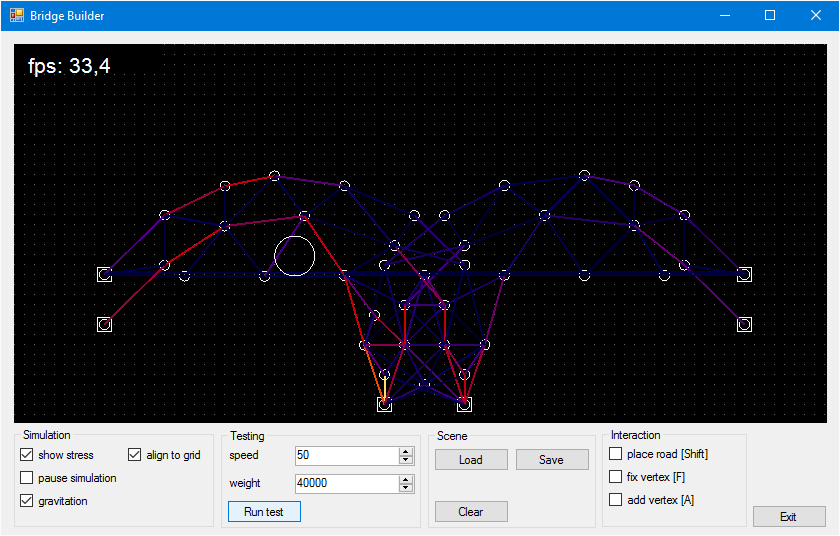 Bridge Builder
fps: 33,4
Simulation
show stress
align to grid
pause simulation
gravitation
Testing
speed
50
weight
40000
Run test
Scene
Load
Save
Clear
Interaction
place road [Shift]
fix vertex [F]
add vertex [A]
Exit